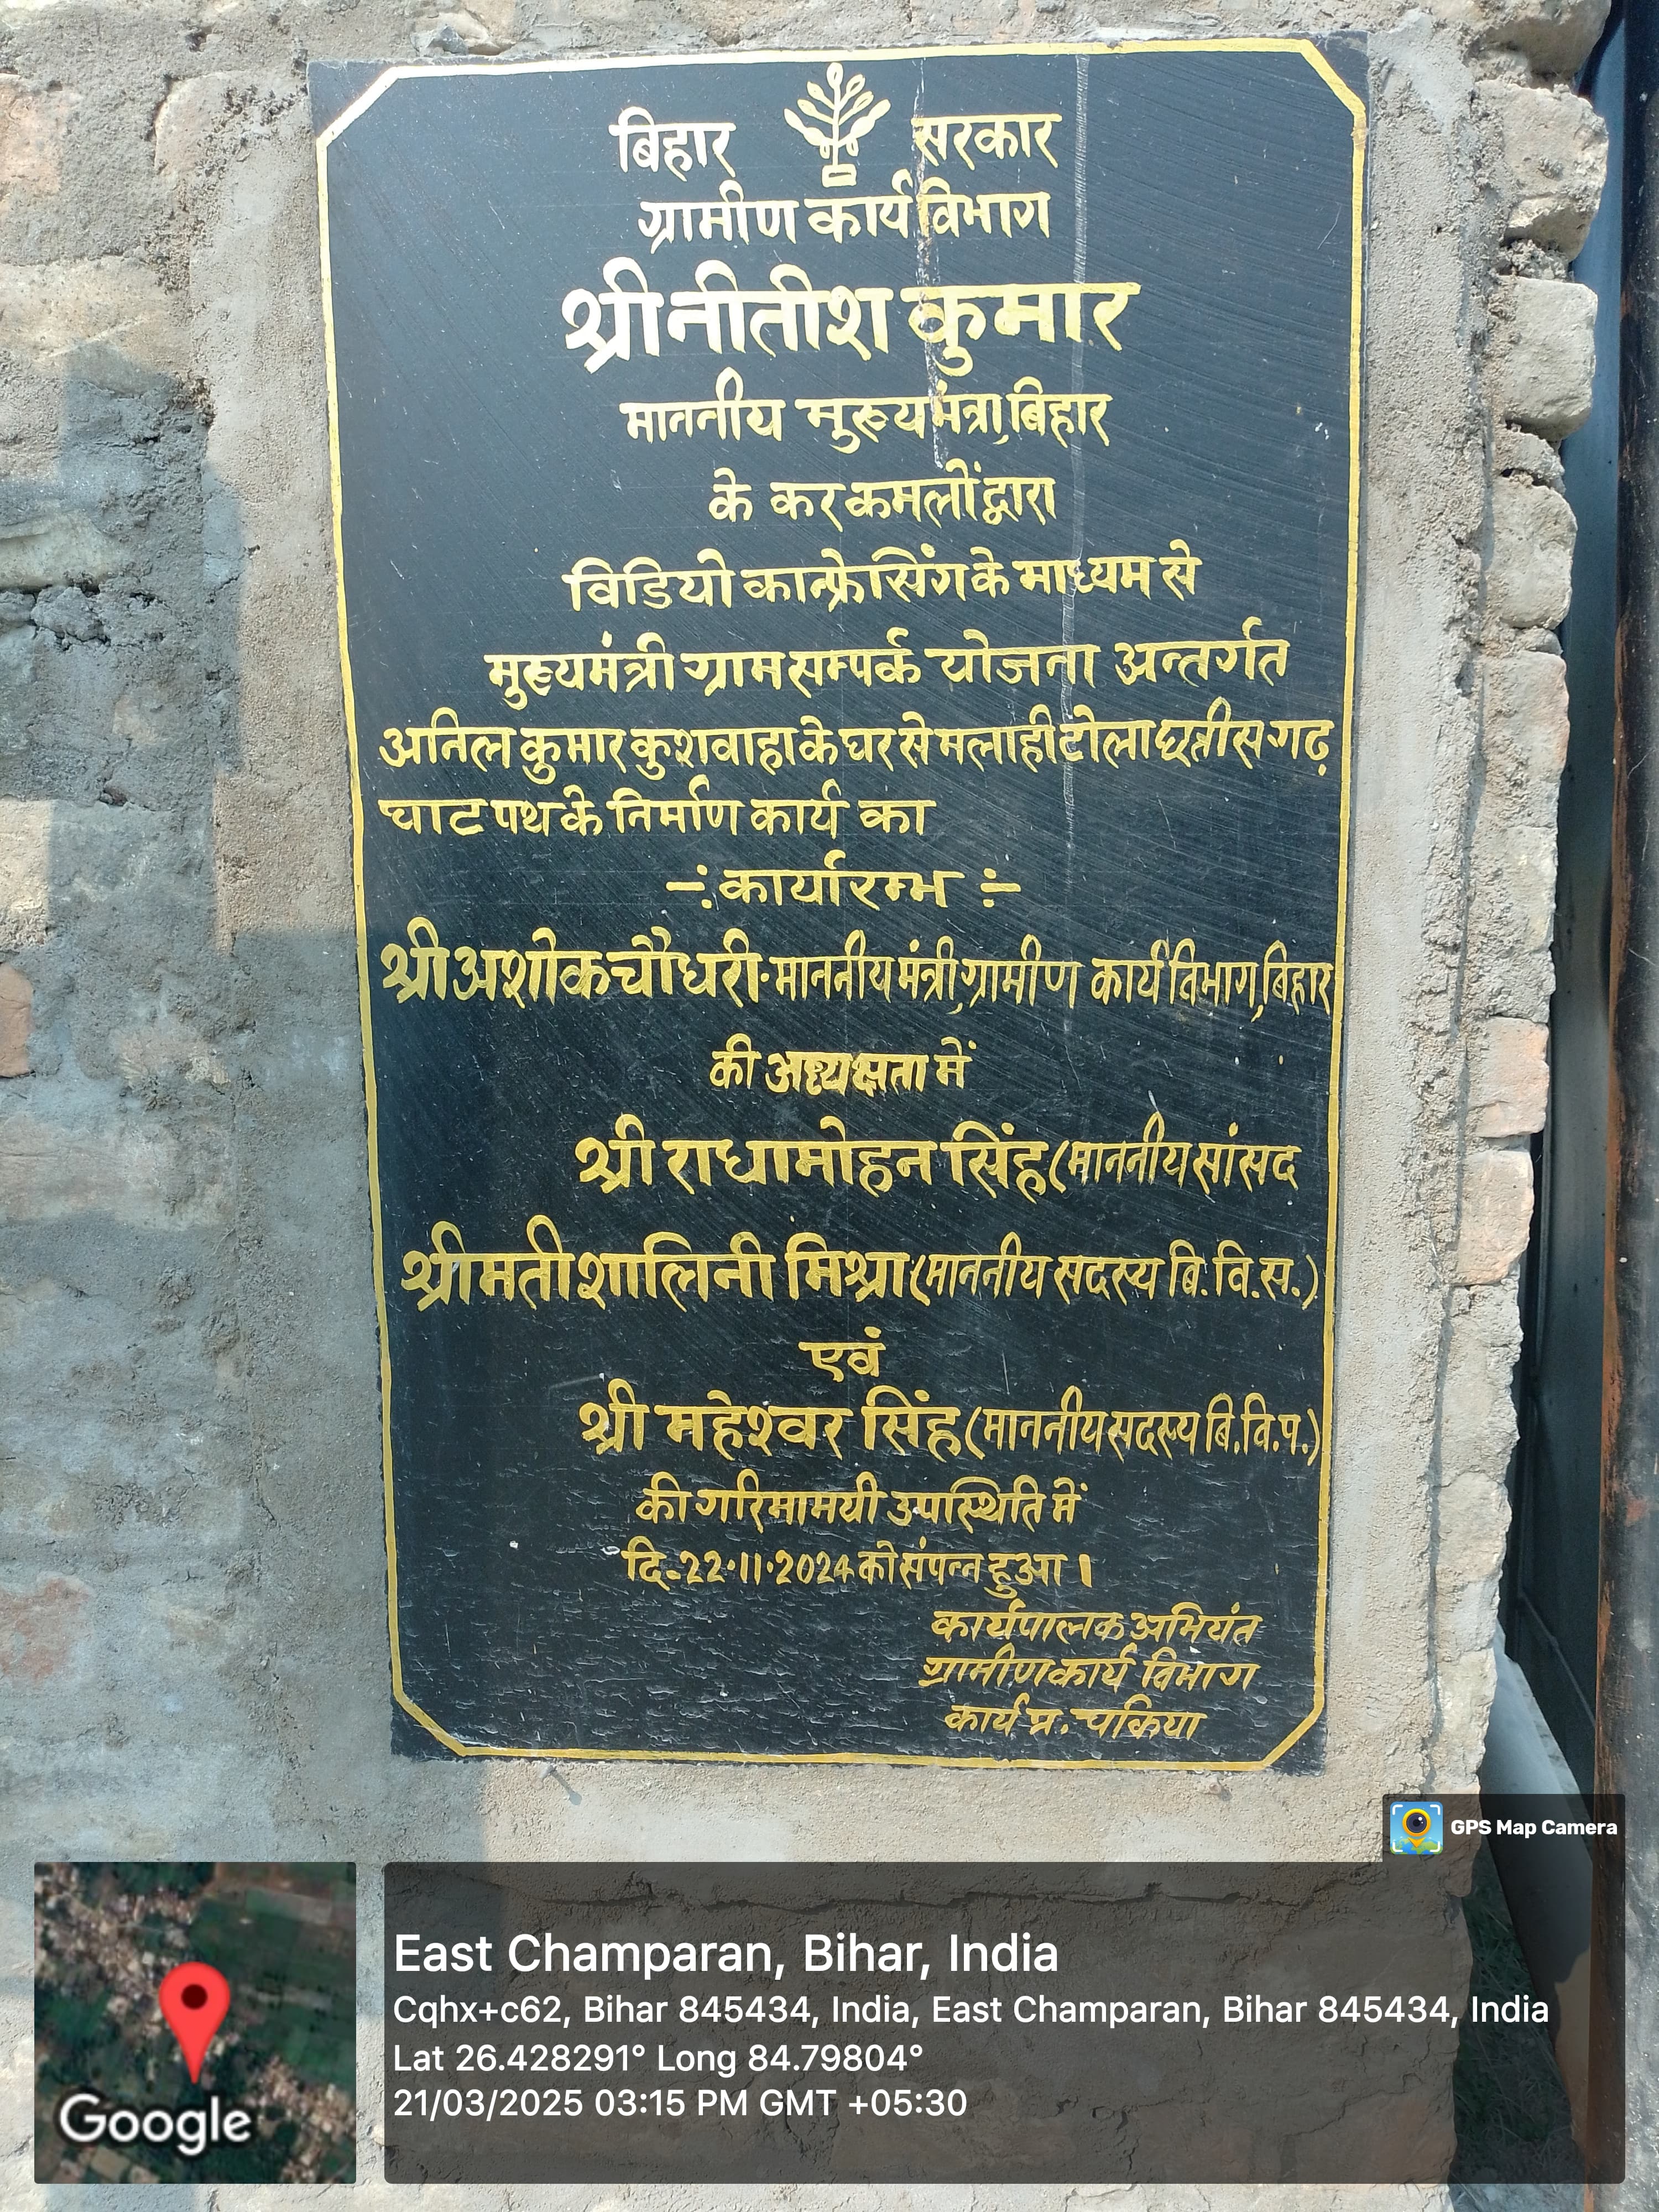 बिहार सरकार
ग्रामीण कार्य विभाग
श्री नीतीश कुमार
माननीय मुख्यमंत्री, बिहार
के कर कमलों द्वारा
विडियो कान्फ्रेसिंग के माध्यम से
मुख्यमंत्री ग्राम सम्पर्क योजना अन्तर्गत
अनिल कुमार कुशवाहा के घर से मलाही टोला छत्तीसगढ़
घाट पथ के निर्माण कार्य का
-: कार्यारम्भ :-
श्री अशोक चौधरी. माननीय मंत्री, ग्रामीण कार्य विभाग, बिहार
की अध्यक्षता में
श्री राधामोहन सिंह (माननीय सांसद
श्रीमती शालिनी मिश्रा (माननीय सदस्य बि. वि. स.)
एवं
श्री महेश्वर सिंह (माननीय सदस्य बि. वि. प.)
की गरिमामयी उपस्थिति में
दि-22.11.2024 को संपन्न हुआ।
कार्यपालक अभियंत
ग्रामीण कार्य विभाग
कार्य प्र. चकिया
GPS Map Camera
East Champaran, Bihar, India
Cqhx+c62, Bihar 845434, India, East Champaran, Bihar 845434, India
Lat 26.428291° Long 84.79804°
21/03/2025 03:15 PM GMT +05:30
Google